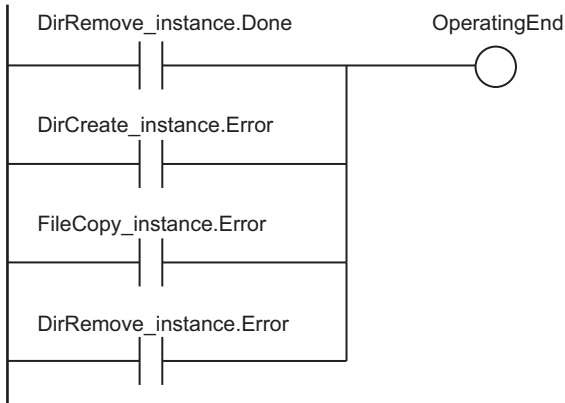 DirRemove_instance.Done
OperatingEnd
DirCreate_instance.Error
FileCopy_instance.Error
DirRemove_instance.Error